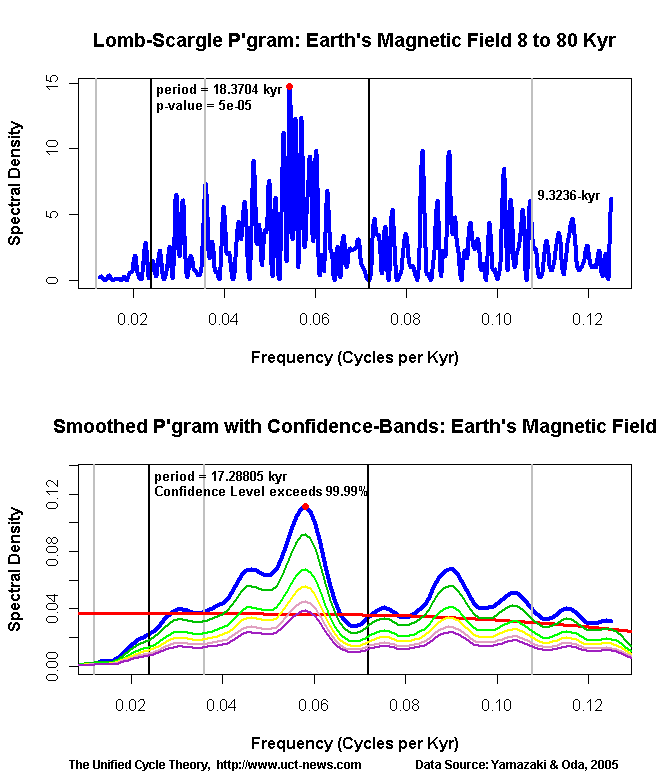 Lomb-Scargle P'gram: Earth's Magnetic Field 8 to 80 Kyr
Spectral Density
15
10
5
0
period = 18.3704 kyr
p-value = 5e-05
9.3236-kyr
0.02 0.04 0.06 0.08 0.10 0.12
Frequency (Cycles per Kyr)
Smoothed P'gram with Confidence-Bands: Earth's Magnetic Field
Spectral Density
0.12
0.08
0.04
0.00
period = 17.28805 kyr
Confidence Level exceeds 99.99%
0.02 0.04 0.06 0.08 0.10 0.12
Frequency (Cycles per Kyr)
The Unified Cycle Theory, http://www.uct-news.com Data Source: Yamazaki & Oda, 2005